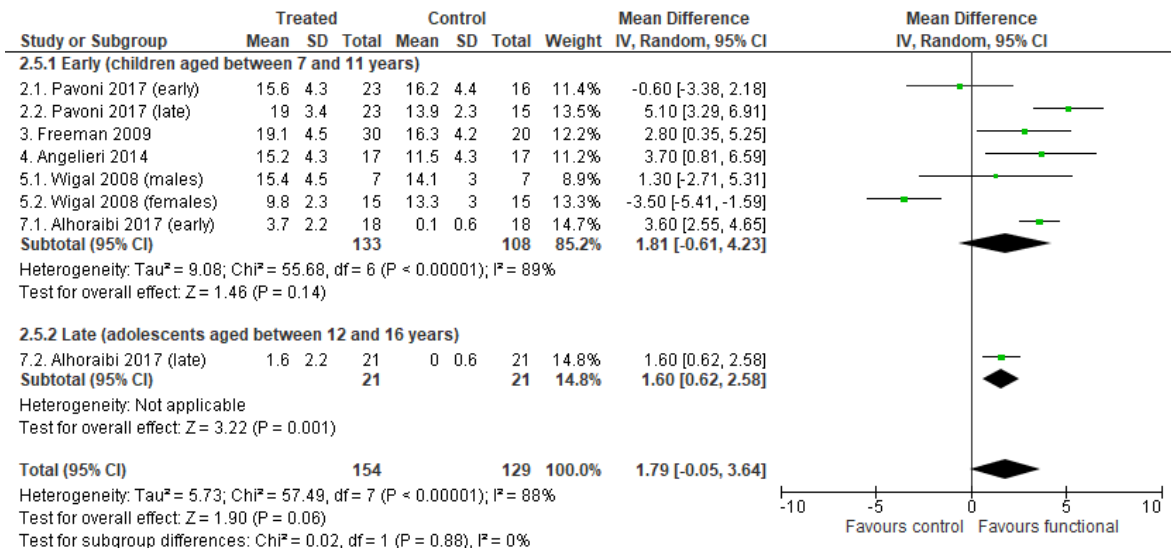 Treated Control Mean Difference Mean Difference
Study or Subgroup Mean SD Total Mean SD Total Weight IV, Random, 95% CI IV, Random, 95% CI
2.5.1 Early (children aged between 7 and 11 years)
2.1. Pavoni 2017 (early) 15.6 4.3 23 16.2 4.4 16 11.4% -0.60 [-3.38, 2.18]
2.2. Pavoni 2017 (late) 19 3.4 23 13.9 2.3 15 13.5% 5.10 [3.29, 6.91]
3. Freeman 2009 19.1 4.5 30 16.3 4.2 20 12.2% 2.80 [0.35, 5.25]
4. Angelieri 2014 15.2 4.3 17 11.5 4.3 17 11.2% 3.70 [0.81, 6.59]
5.1. Wigal 2008 (males) 15.4 4.5 7 14.1 3 7 8.9% 1.30 [-2.71, 5.31]
5.2. Wigal 2008 (females) 9.8 2.3 15 13.3 3 15 13.3% -3.50 [-5.41, -1.59]
7.1. Alhoraibi 2017 (early) 3.7 2.2 18 0.1 0.6 18 14.7% 3.60 [2.55, 4.65]
Subtotal (95% CI) 133 108 85.2% 1.81 [-0.61, 4.23]
Heterogeneity: Tau² = 9.08; Chi² = 55.68, df = 6 (P < 0.00001); I² = 89%
Test for overall effect: Z = 1.46 (P = 0.14)
2.5.2 Late (adolescents aged between 12 and 16 years)
7.2. Alhoraibi 2017 (late) 1.6 2.2 21 0 0.6 21 14.8% 1.60 [0.62, 2.58]
Subtotal (95% CI) 21 21 14.8% 1.60 [0.62, 2.58]
Heterogeneity: Not applicable
Test for overall effect: Z = 3.22 (P = 0.001)
Total (95% CI) 154 129 100.0% 1.79 [-0.05, 3.64]
Heterogeneity: Tau² = 5.73; Chi² = 57.49, df = 7 (P < 0.00001); I² = 88%
Test for overall effect: Z = 1.90 (P = 0.06)
Test for subgroup differences: Chi² = 0.02, df = 1 (P = 0.88), I² = 0%
-10 -5 0 5 10
Favours control Favours functional